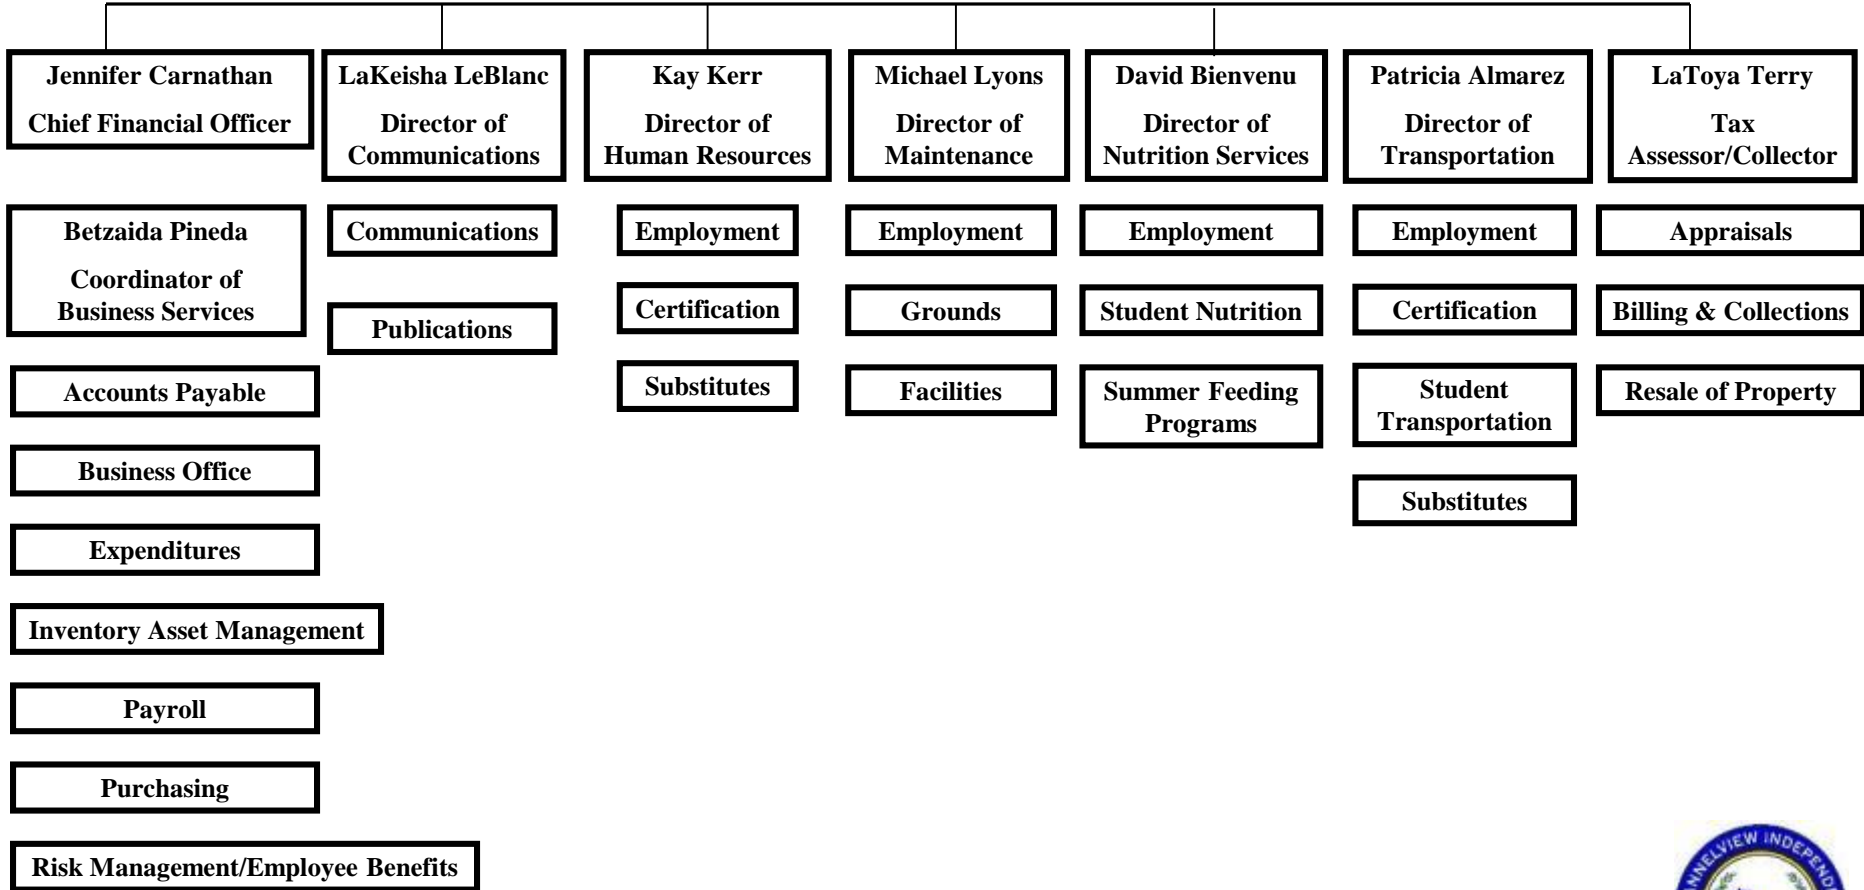 Jennifer Carnathan
Chief Financial Officer
LaKeisha LeBlanc
Director of
Communications
Kay Kerr
Director of
Human Resources
Michael Lyons
Director of
Maintenance
David Bienvenu
Director of
Nutrition Services
Patricia Almarez
Director of
Transportation
LaToya Terry
Tax
Assessor/Collector
Betzaida Pineda
Coordinator of
Business Services
Accounts Payable
Business Office
Expenditures
Inventory Asset Management
Payroll
Purchasing
Risk Management/Employee Benefits
Communications
Publications
Employment
Certification
Substitutes
Employment
Grounds
Facilities
Employment
Student Nutrition
Summer Feeding
Programs
Employment
Certification
Student
Transportation
Substitutes
Appraisals
Billing & Collections
Resale of Property